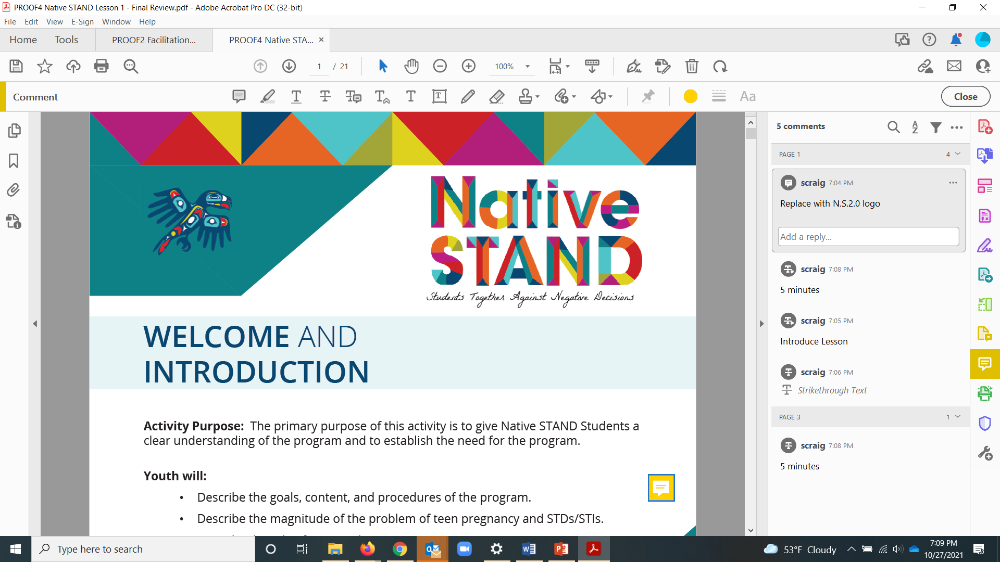 PROOF4 Native STAND Lesson 1 - Final Review.pdf - Adobe Acrobat Pro DC (32-bit)
File Edit View E-Sign Window Help
Home Tools PROOF2 Facilitation... PROOF4 Native STA... ×
1 / 21 100%
Comment T T T T T T Aa Close
Native
STAND
Students Together Against Negative Decisions
WELCOME AND
INTRODUCTION
Activity Purpose: The primary purpose of this activity is to give Native STAND Students a
clear understanding of the program and to establish the need for the program.
Youth will:
• Describe the goals, content, and procedures of the program.
• Describe the magnitude of the problem of teen pregnancy and STDs/STIs.
5 comments
PAGE 1 4
scraig 7:04 PM
Replace with N.S.2.0 logo
Add a reply...
scraig 7:08 PM
5 minutes
scraig 7:05 PM
Introduce Lesson
scraig 7:06 PM
Strikethrough Text
PAGE 3 1
scraig 7:08 PM
5 minutes
Type here to search
53°F Cloudy
7:09 PM
10/27/2021